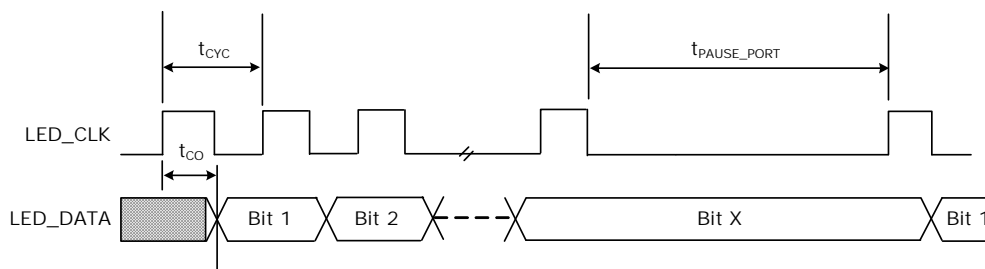 tCYC
tPAUSE_PORT
LED_CLK
tCO
LED_DATA
Bit 1
Bit 2
Bit X
Bit 1